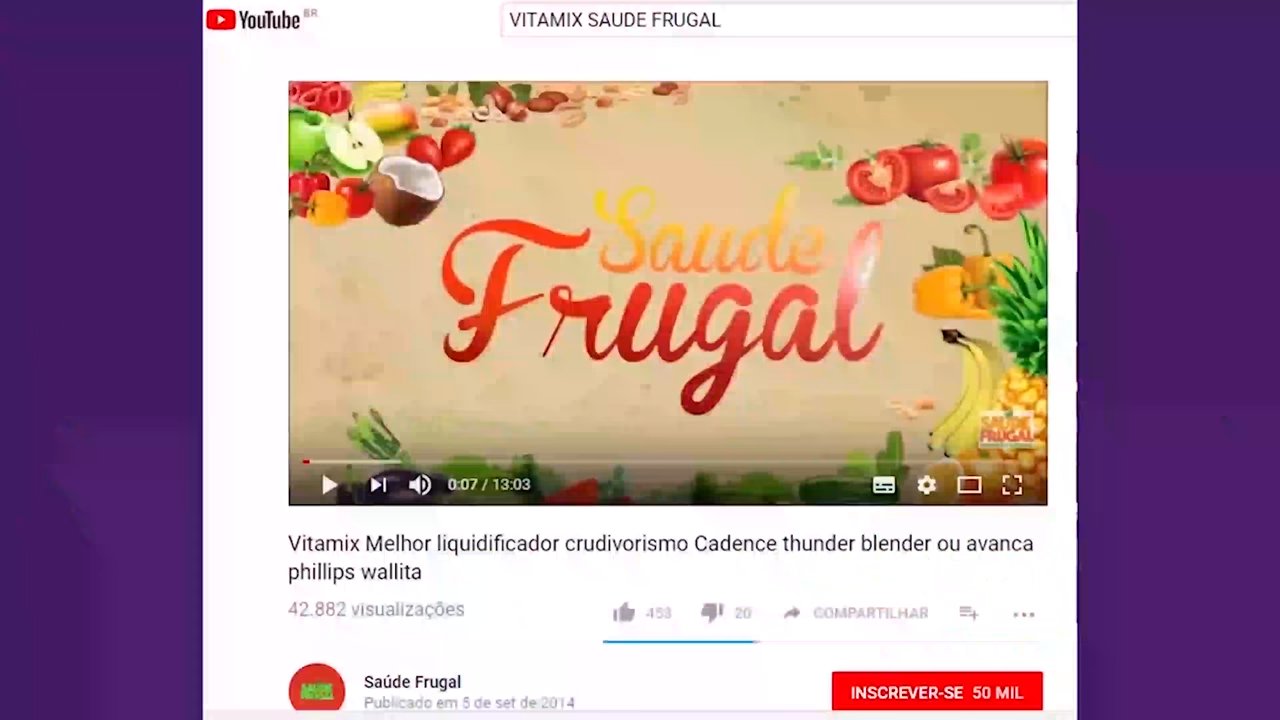 YouTube BR
VITAMIX SAUDE FRUGAL
Saude
Frugal
SAUDE
FRUGAL
0:07 / 13:03
Vitamix Melhor liquidificador crudivorismo Cadence thunder blender ou avanca
phillips wallita
42.882 visualizações
453 20 COMPARTILHAR
SAUDE
FRUGAL
Saúde Frugal
Publicado em 5 de set de 2014
INSCREVER-SE 50 MIL